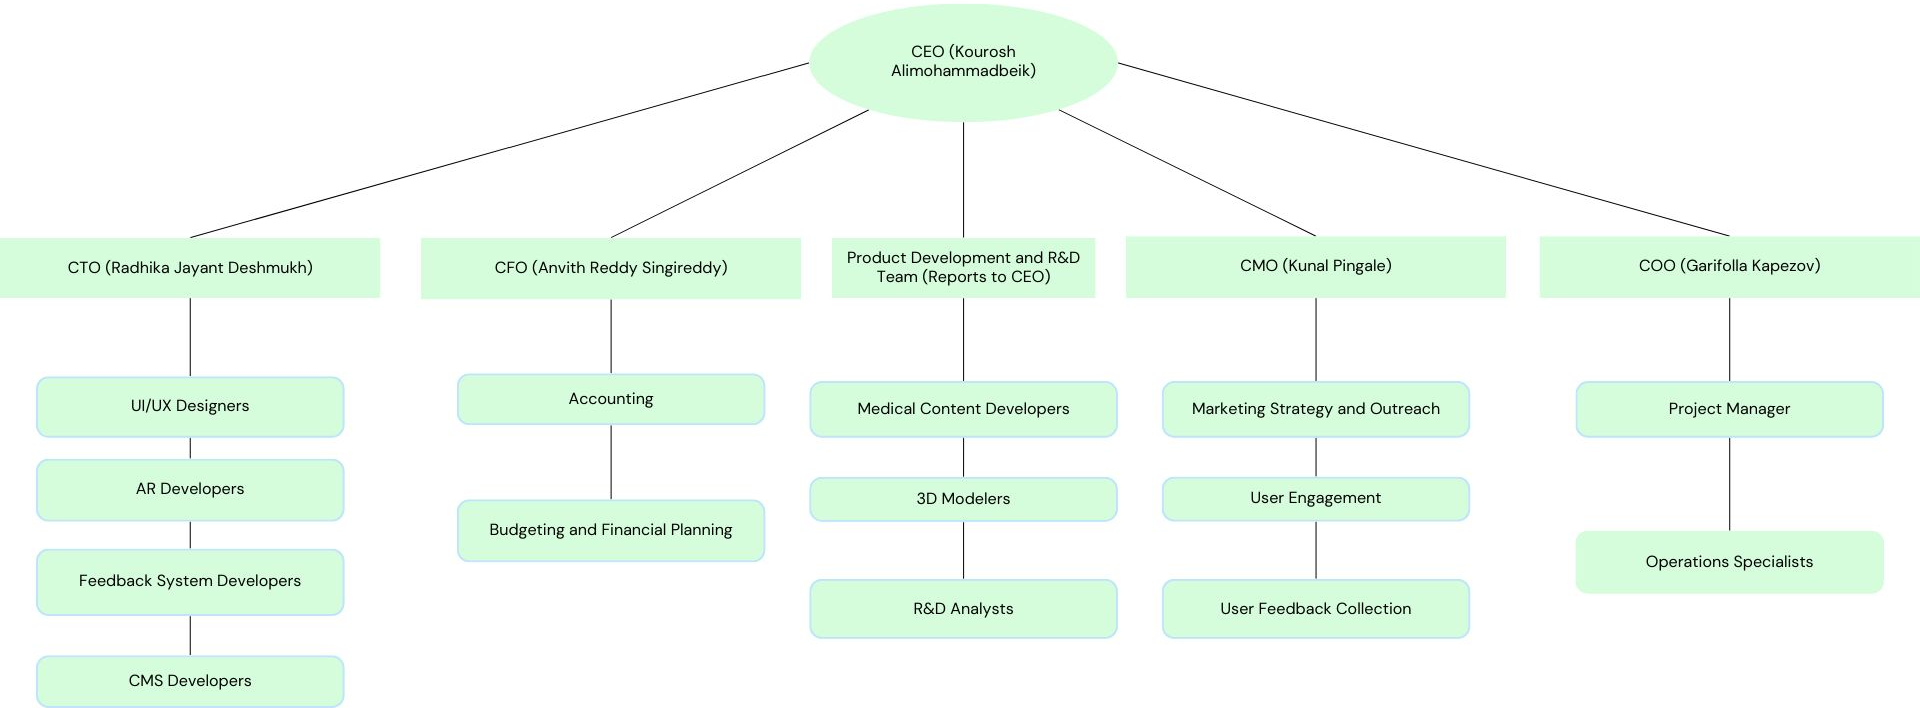 CEO (Kourosh
Alimohammadbeik)
CTO (Radhika Jayant Deshmukh)
CFO (Anvith Reddy Singireddy)
Product Development and R&D
Team (Reports to CEO)
CMO (Kunal Pingale)
COO (Garifolla Kapezov)
UI/UX Designers
AR Developers
Feedback System Developers
CMS Developers
Accounting
Budgeting and Financial Planning
Medical Content Developers
3D Modelers
R&D Analysts
Marketing Strategy and Outreach
User Engagement
User Feedback Collection
Project Manager
Operations Specialists